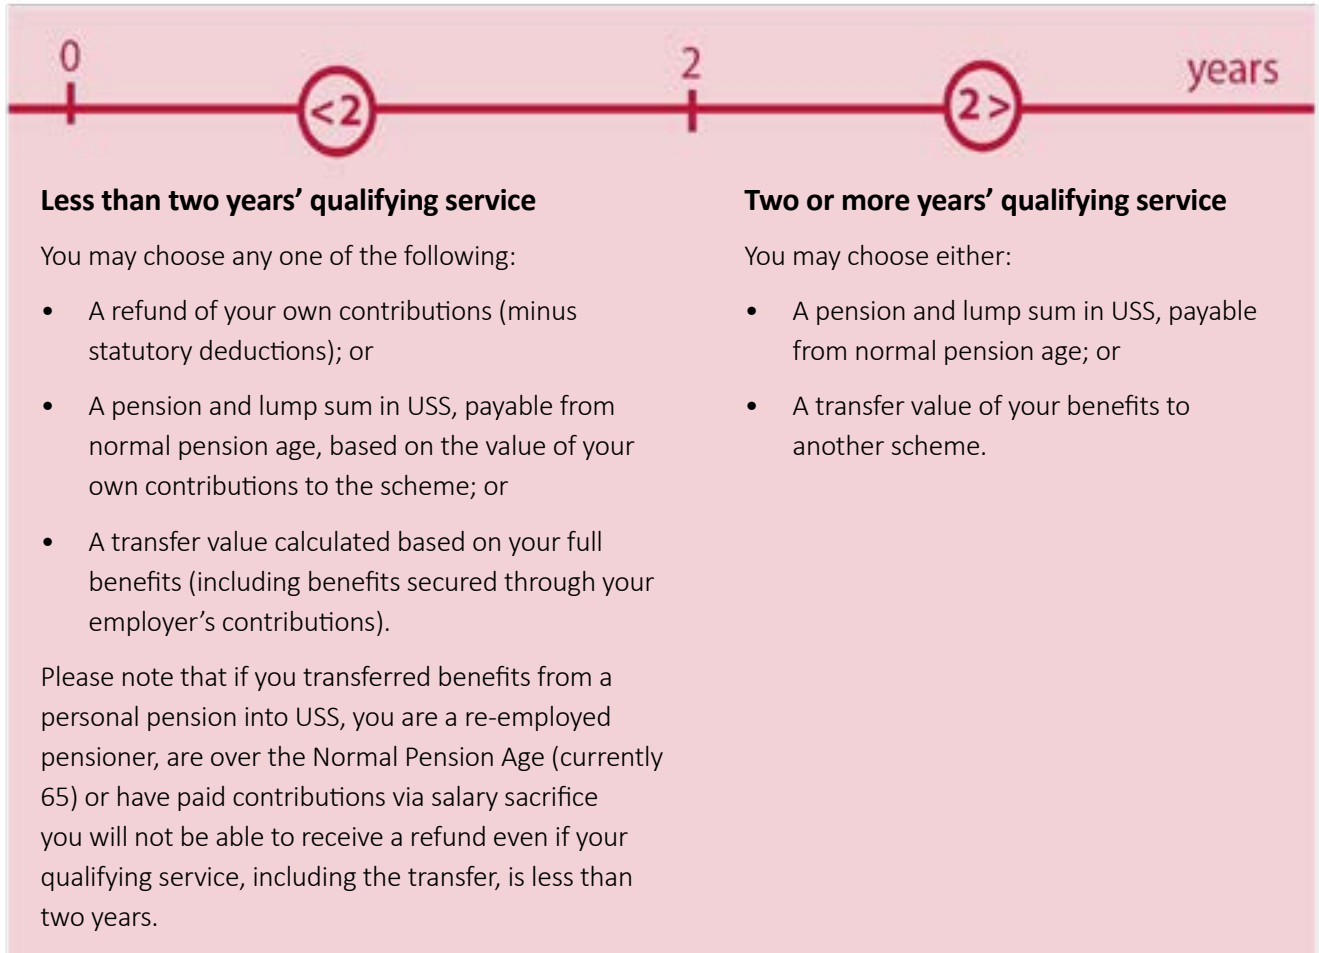 0
2
years
<2
2>
Less than two years’ qualifying service
You may choose any one of the following:
• A refund of your own contributions (minus
statutory deductions); or
• A pension and lump sum in USS, payable from
normal pension age, based on the value of your
own contributions to the scheme; or
• A transfer value calculated based on your full
benefits (including benefits secured through your
employer’s contributions).
Please note that if you transferred benefits from a
personal pension into USS, you are a re-employed
pensioner, are over the Normal Pension Age (currently
65) or have paid contributions via salary sacrifice
you will not be able to receive a refund even if your
qualifying service, including the transfer, is less than
two years.
Two or more years’ qualifying service
You may choose either:
• A pension and lump sum in USS, payable
from normal pension age; or
• A transfer value of your benefits to
another scheme.